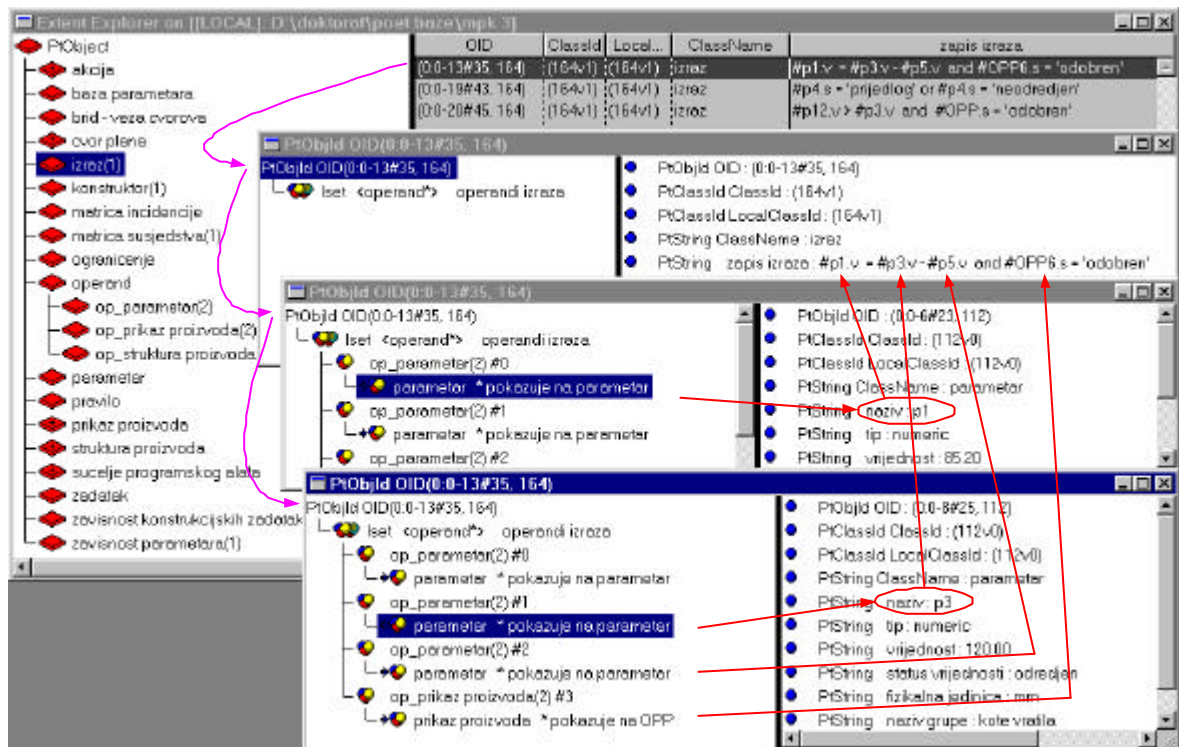 Extent Explorer on [[LOCAL]: D:\doktorat\poet baze\mpk 3]
PtObject
akcija
baza parametara
brid - veza cvorova
cvor plana
izraz(1)
konstruktor(1)
matrica incidencije
matrica susjedstva(1)
ogranicenje
operand
op_parametar(2)
op_prikaz proizvoda(2)
op_struktura proizvoda
parametar
pravilo
prikaz proizvoda
struktura proizvoda
sucelje programskog alata
zadatak
zavisnost konstrukcijskih zadatak
zavisnost parametara(1)
OID ClassId Local... ClassName zapis izraza
(0:0-13#35, 164) (164v1) (164v1) izraz #p1.v = #p3.v - #p5.v and #OPP6.s = 'odobren'
(0:0-19#43, 164) (164v1) (164v1) izraz #p4.s = 'prijedlog' or #p4.s = 'neodredjen'
(0:0-20#45, 164) (164v1) (164v1) izraz #p12.v > #p3.v and #OPP.s = 'odobren'
PtObjId OID(0:0-13#35, 164)
PtObjId OID(0:0-13#35, 164)
lset <operand*> operandi izraza
PtObjId OID : (0:0-13#35, 164)
PtClassId ClassId : (164v1)
PtClassId LocalClassId : (164v1)
PtString ClassName : izraz
PtString zapis izraza : #p1.v = #p3.v - #p5.v and #OPP6.s = 'odobren'
PtObjId OID(0:0-13#35, 164)
PtObjId OID(0:0-13#35, 164)
lset <operand*> operandi izraza
op_parametar(2) #0
parametar *pokazuje na parametar
op_parametar(2) #1
parametar *pokazuje na parametar
op_parametar(2) #2
PtObjId OID : (0:0-6#23, 112)
PtClassId ClassId : (112v0)
PtClassId LocalClassId : (112v0)
PtString ClassName : parametar
PtString naziv : p1
PtString tip : numeric
PtString vrijednost : 85.20
PtObjId OID(0:0-13#35, 164)
PtObjId OID(0:0-13#35, 164)
lset <operand*> operandi izraza
op_parametar(2) #0
parametar *pokazuje na parametar
op_parametar(2) #1
parametar *pokazuje na parametar
op_parametar(2) #2
parametar *pokazuje na parametar
op_prikaz proizvoda(2) #3
prikaz proizvoda *pokazuje na OPP
PtObjId OID : (0:0-8#25, 112)
PtClassId ClassId : (112v0)
PtClassId LocalClassId : (112v0)
PtString ClassName : parametar
PtString naziv : p3
PtString tip : numeric
PtString vrijednost : 120.00
PtString status vrijednosti : odredjen
PtString fizikalna jedinica : mm
PtString naziv grupe : kote vratila